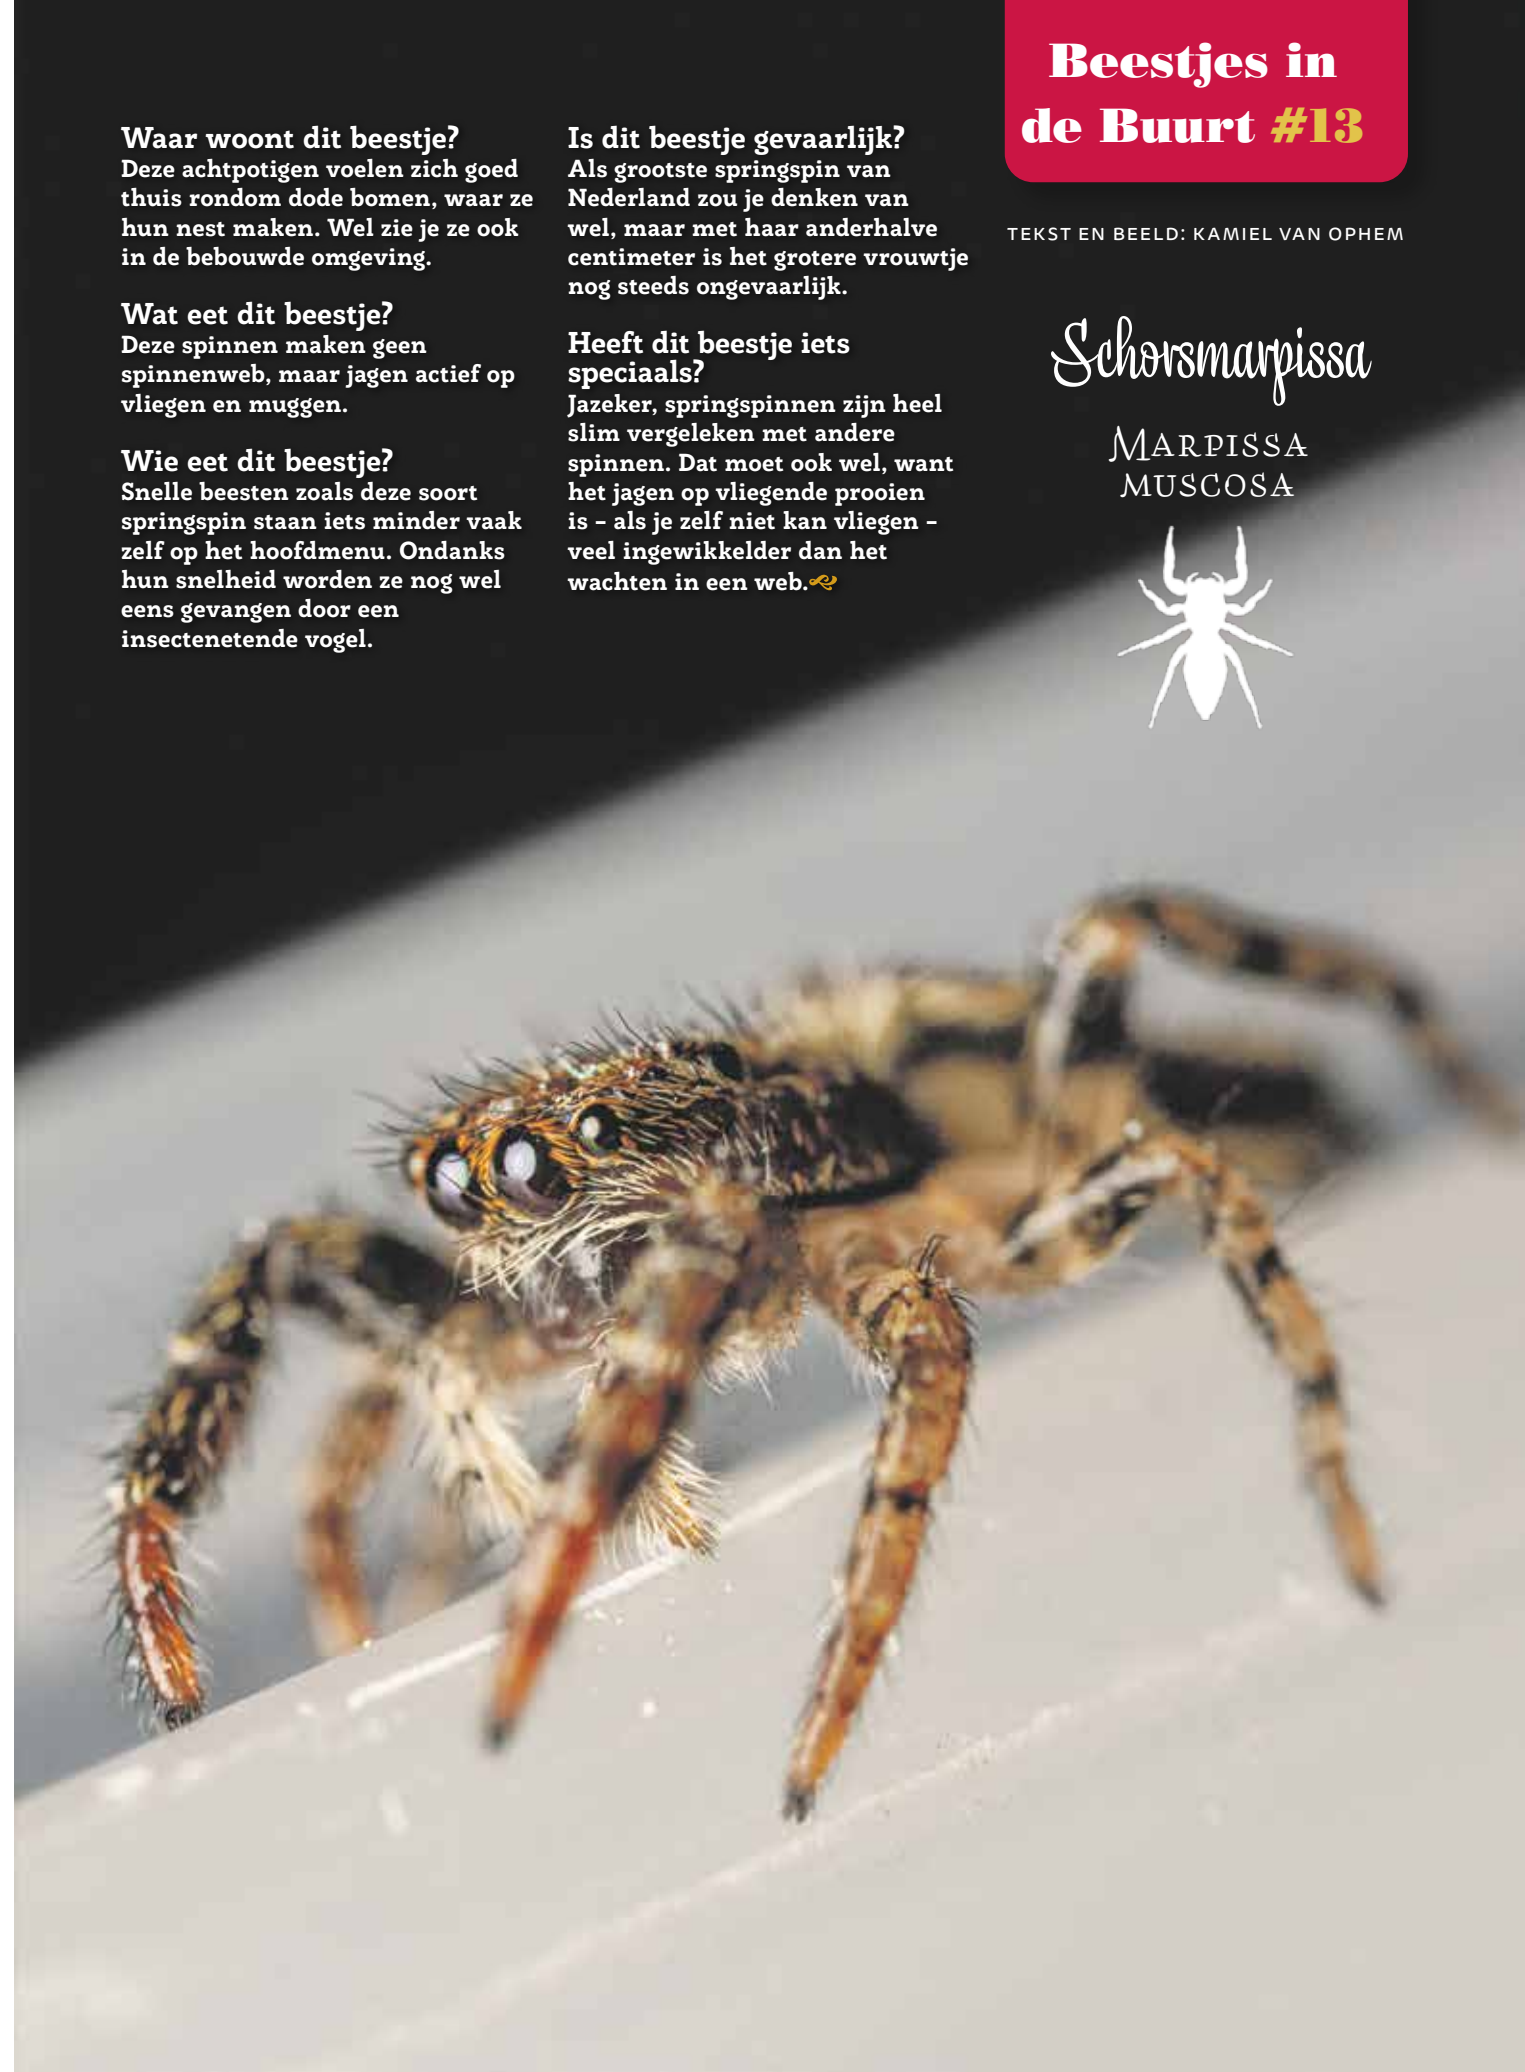 Beestjes in
de Buurt #13
TEKST EN BEELD: KAMIEL VAN OPHEM
Schorsmarpissa
MARPISSA
MUSCOSA
Waar woont dit beestje?
Deze achtpotigen voelen zich goed
thuis rondom dode bomen, waar ze
hun nest maken. Wel zie je ze ook
in de bebouwde omgeving.
Wat eet dit beestje?
Deze spinnen maken geen
spinnenweb, maar jagen actief op
vliegen en muggen.
Wie eet dit beestje?
Snelle beesten zoals deze soort
springspin staan iets minder vaak
zelf op het hoofdmenu. Ondanks
hun snelheid worden ze nog wel
eens gevangen door een
insectenetende vogel.
Is dit beestje gevaarlijk?
Als grootste springspin van
Nederland zou je denken van
wel, maar met haar anderhalve
centimeter is het grotere vrouwtje
nog steeds ongevaarlijk.
Heeft dit beestje iets
speciaals?
Jazeker, springspinnen zijn heel
slim vergeleken met andere
spinnen. Dat moet ook wel, want
het jagen op vliegende prooien
is – als je zelf niet kan vliegen –
veel ingewikkelder dan het
wachten in een web.